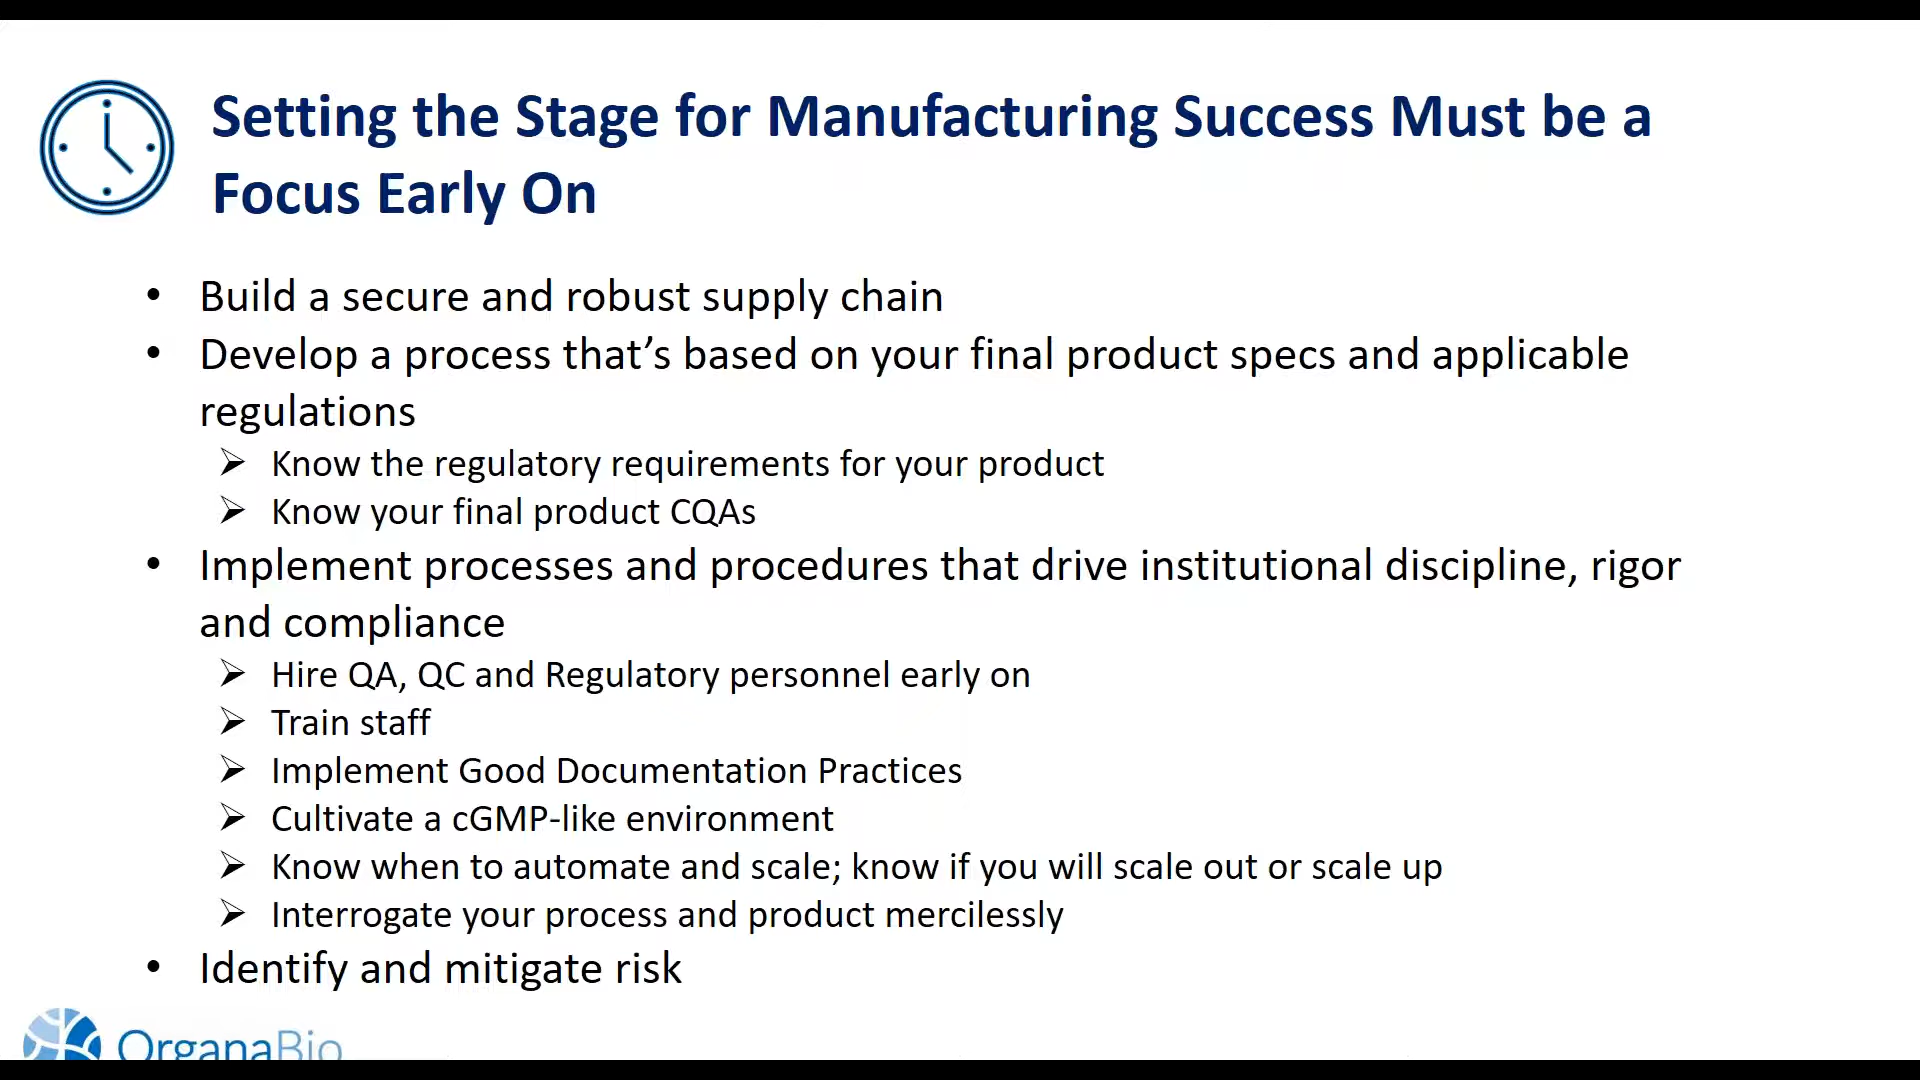 Setting the Stage for Manufacturing Success Must be a
Focus Early On
• Build a secure and robust supply chain
• Develop a process that’s based on your final product specs and applicable
regulations
➢ Know the regulatory requirements for your product
➢ Know your final product CQAs
• Implement processes and procedures that drive institutional discipline, rigor
and compliance
➢ Hire QA, QC and Regulatory personnel early on
➢ Train staff
➢ Implement Good Documentation Practices
➢ Cultivate a cGMP-like environment
➢ Know when to automate and scale; know if you will scale out or scale up
➢ Interrogate your process and product mercilessly
• Identify and mitigate risk
OrganaBio